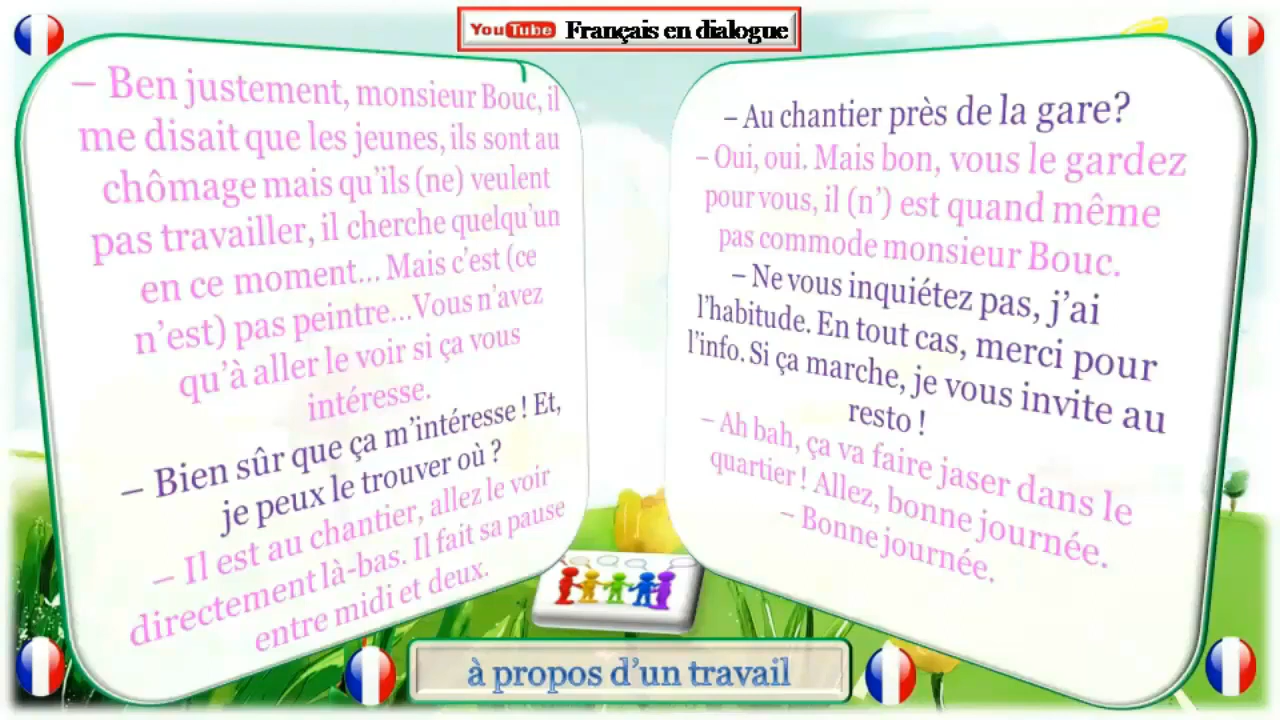 YouTube Français en dialogue
– Ben justement, monsieur Bouc, il
me disait que les jeunes, ils sont au
chômage mais qu'ils (ne) veulent
pas travailler, il cherche quelqu'un
en ce moment... Mais c'est (ce
n'est) pas peintre...Vous n'avez
qu'à aller le voir si ça vous
intéresse.
– Bien sûr que ça m'intéresse ! Et,
je peux le trouver où ?
– Il est au chantier, allez le voir
directement là-bas. Il fait sa pause
entre midi et deux.
– Au chantier près de la gare?
– Oui, oui. Mais bon, vous le gardez
pour vous, il (n') est quand même
pas commode monsieur Bouc.
– Ne vous inquiétez pas, j'ai
l'habitude. En tout cas, merci pour
l'info. Si ça marche, je vous invite au
resto !
– Ah bah, ça va faire jaser dans le
quartier ! Allez, bonne journée.
– Bonne journée.
à propos d'un travail